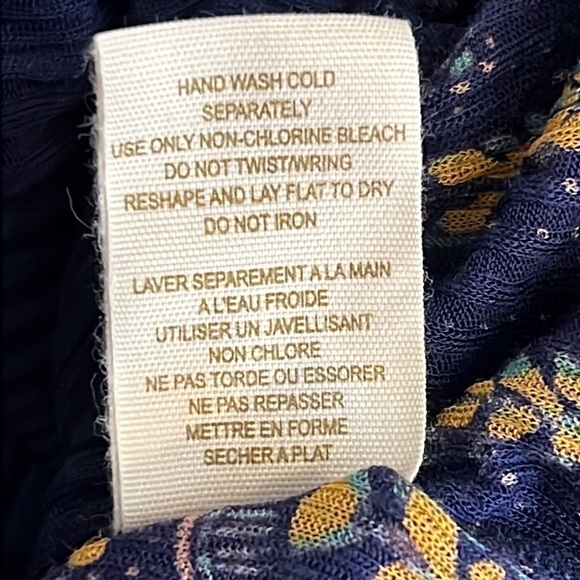 HAND WASH COLD
SEPARATELY
USE ONLY NON-CHLORINE BLEACH
DO NOT TWIST/WRING
RESHAPE AND LAY FLAT TO DRY
DO NOT IRON
LAVER SEPAREMENT A LA MAIN
A L'EAU FROIDE
UTILISER UN JAVELLISANT
NON CHLORE
NE PAS TORDE OU ESSORER
NE PAS REPASSER
METTRE EN FORME
SECHER A PLAT